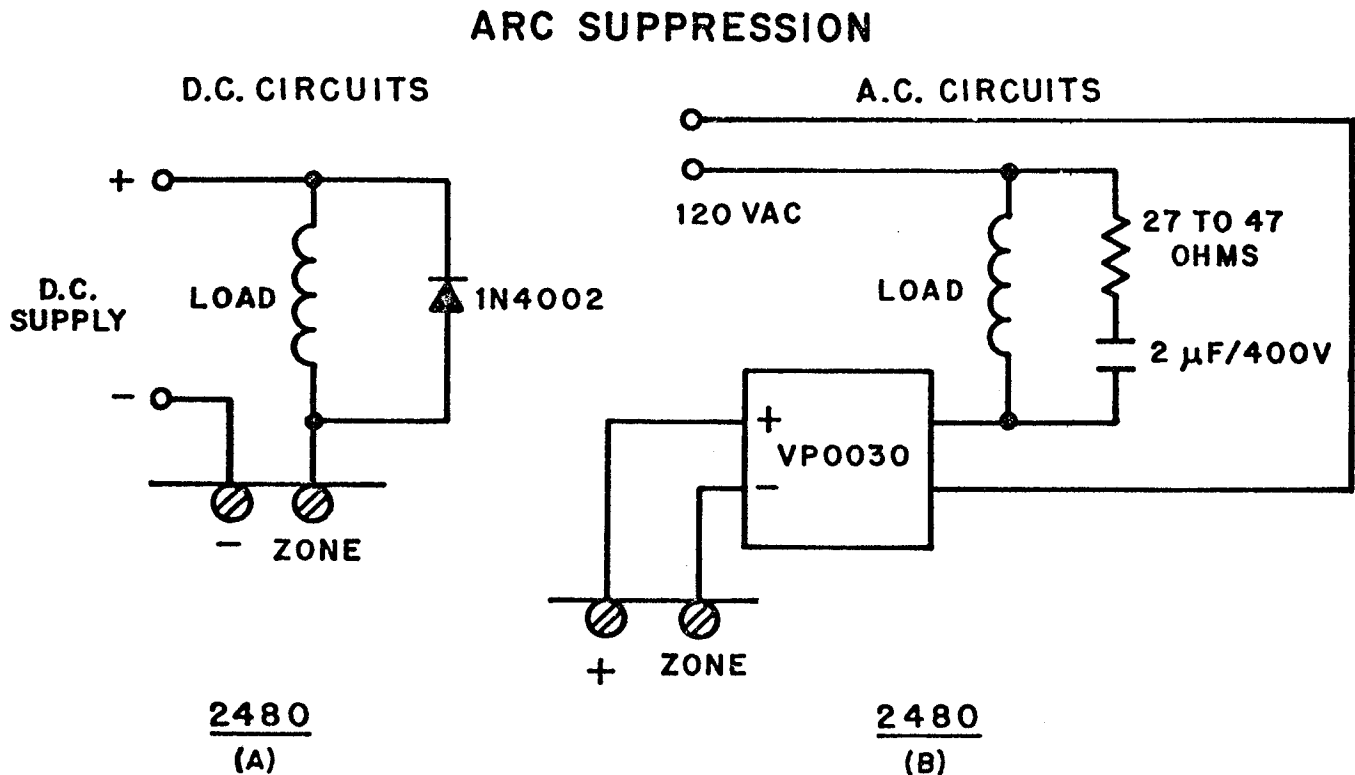 ARC SUPPRESSION
D.C. CIRCUITS
+
D.C.
SUPPLY
LOAD
1N4002
−
− ZONE
2480
(A)
A.C. CIRCUITS
120 VAC
27 TO 47
OHMS
LOAD
2 µF/400V
+
VP0030
−
+ ZONE
2480
(B)